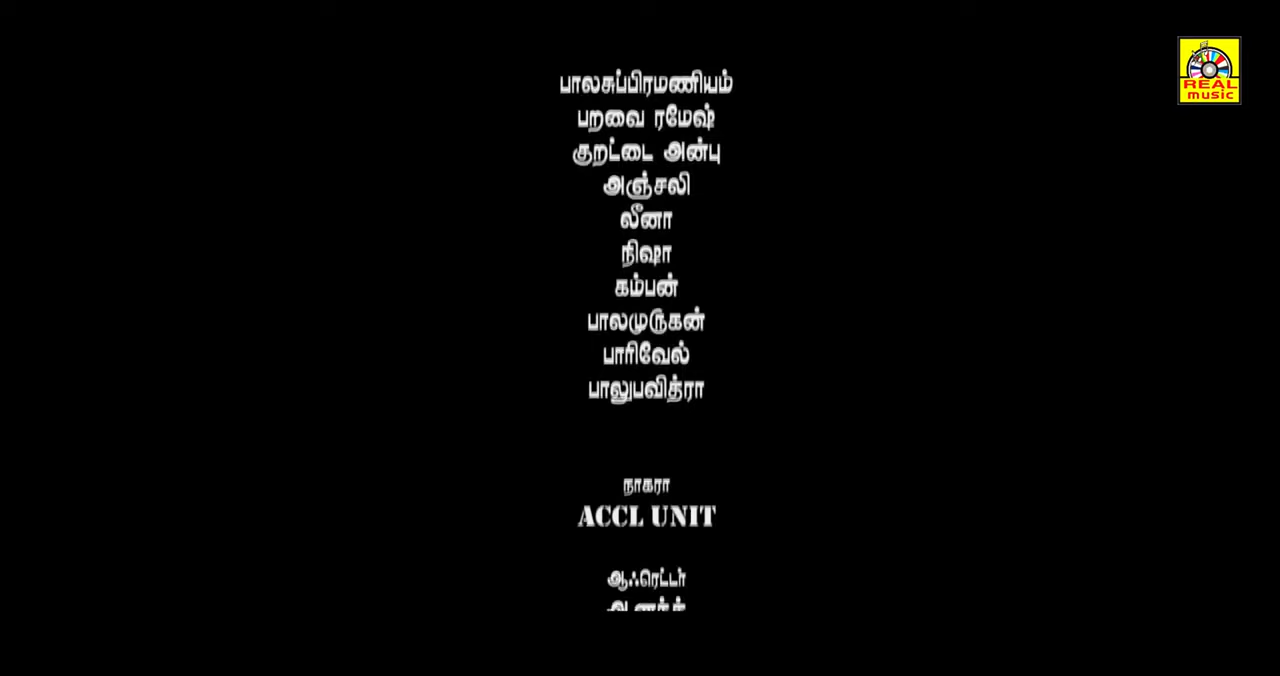 பாலசுப்பிரமணியம்
பறவை ரமேஷ்
குறட்டை அன்பு
அஞ்சலி
லீனா
நிஷா
கம்பன்
பாலமுருகன்
பாரிவேல்
பாலுபவித்ரா
நாகரா
ACCL UNIT
ஆஃரெட்டர்
REAL
music